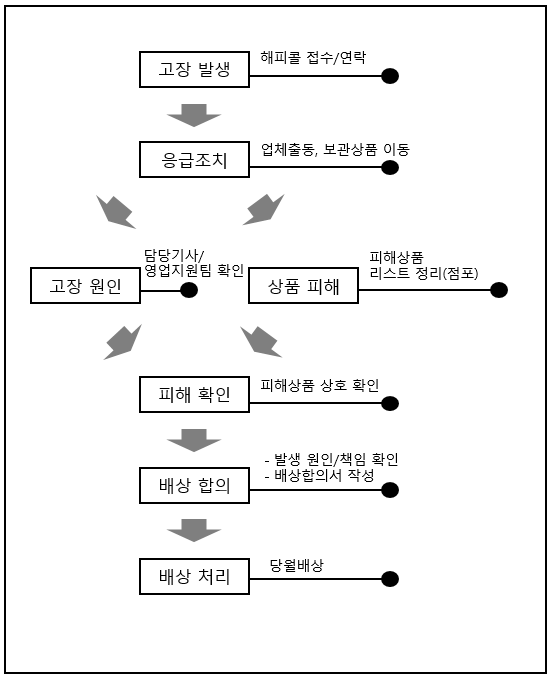 고장 발생
해피콜 접수/연락
응급조치
업체출동, 보관상품 이동
고장 원인
담당기사/
영업지원팀 확인
상품 피해
피해상품
리스트 정리(점포)
피해 확인
피해상품 상호 확인
배상 합의
- 발생 원인/책임 확인
- 배상합의서 작성
배상 처리
당월배상